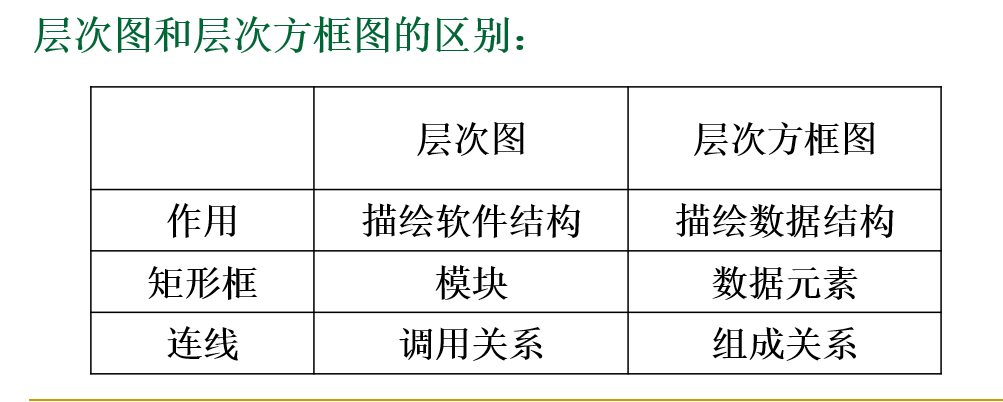 层次图和层次方框图的区别：
层次图 层次方框图
作用 描绘软件结构 描绘数据结构
矩形框 模块 数据元素
连线 调用关系 组成关系